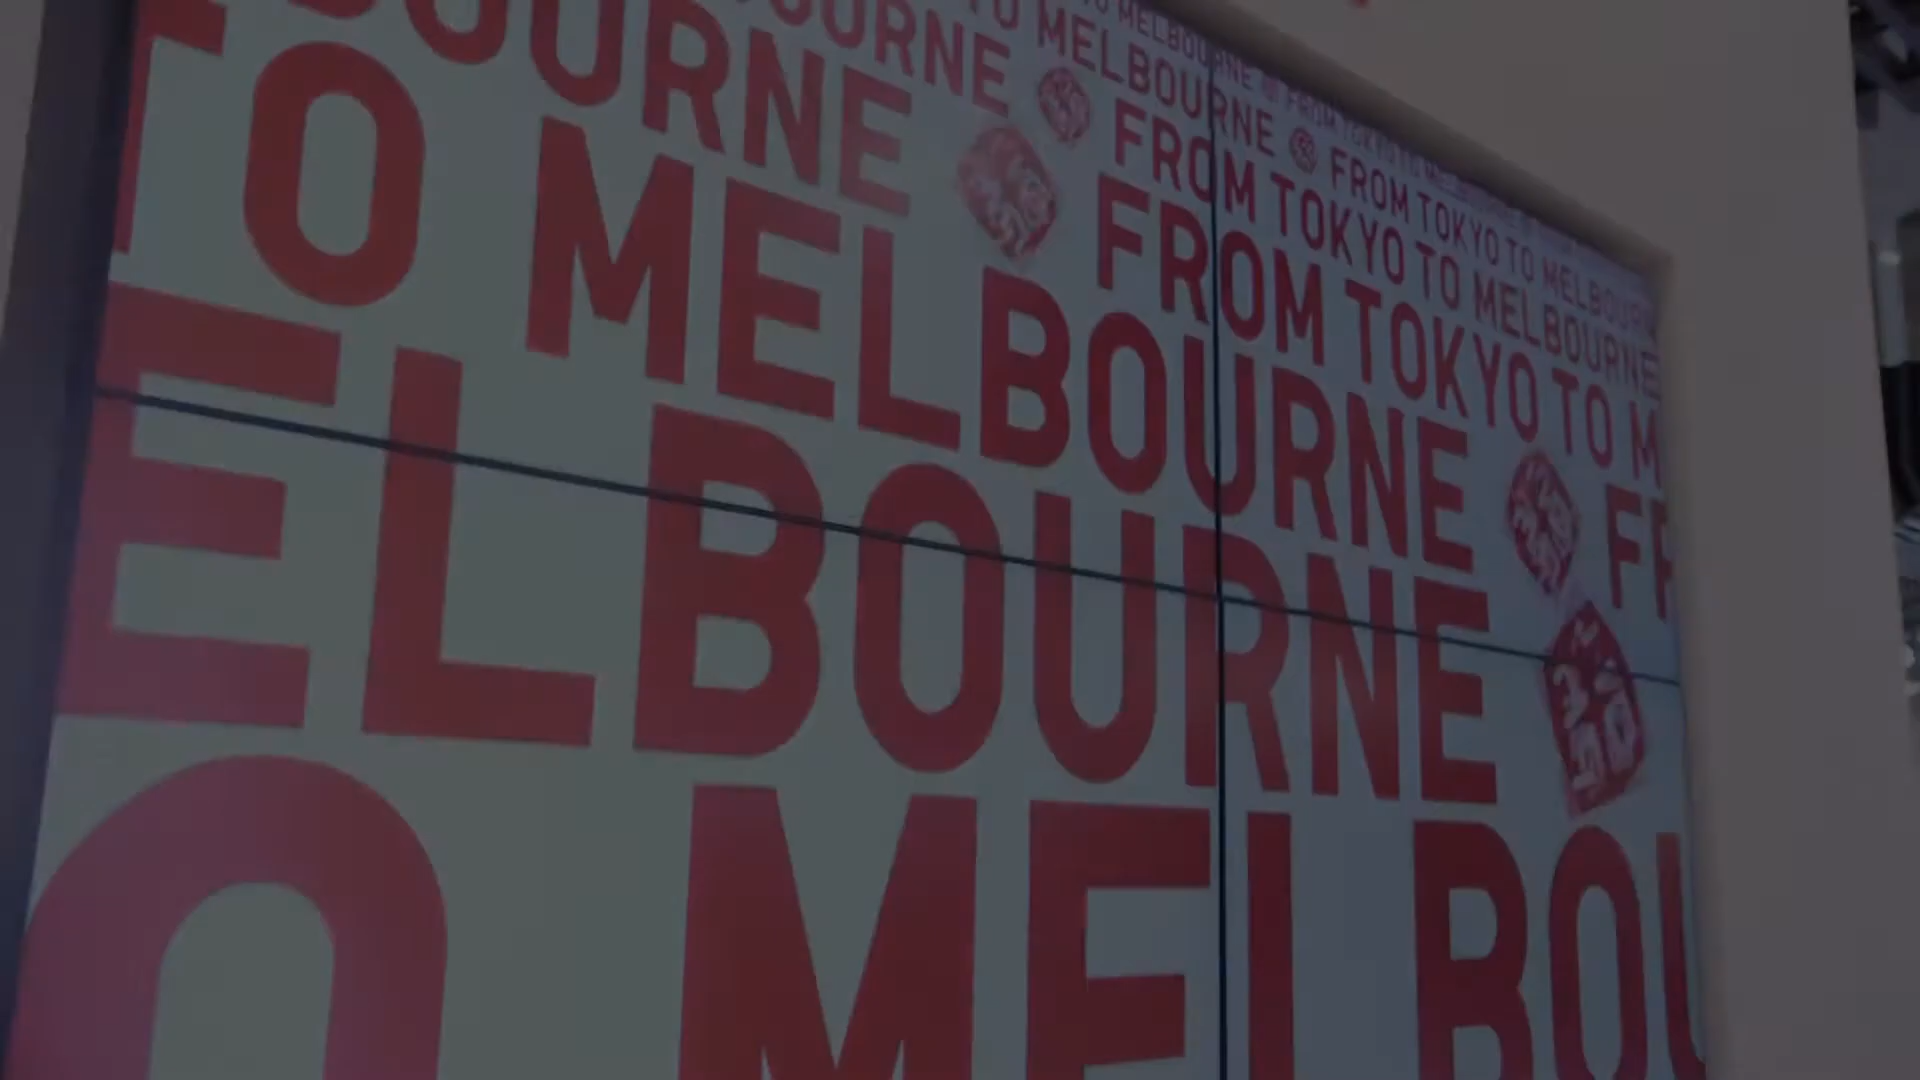 TO MELBOURNE FROM TOKYO TO MELBOURNE
BOURNE FROM TOKYO TO MELBOURNE
OURNE FROM TOKYO TO MELBOURNE
TO MELBOURNE FROM TOKYO TO M
TO MELBOURNE
ELBOURNE
O MELBOU